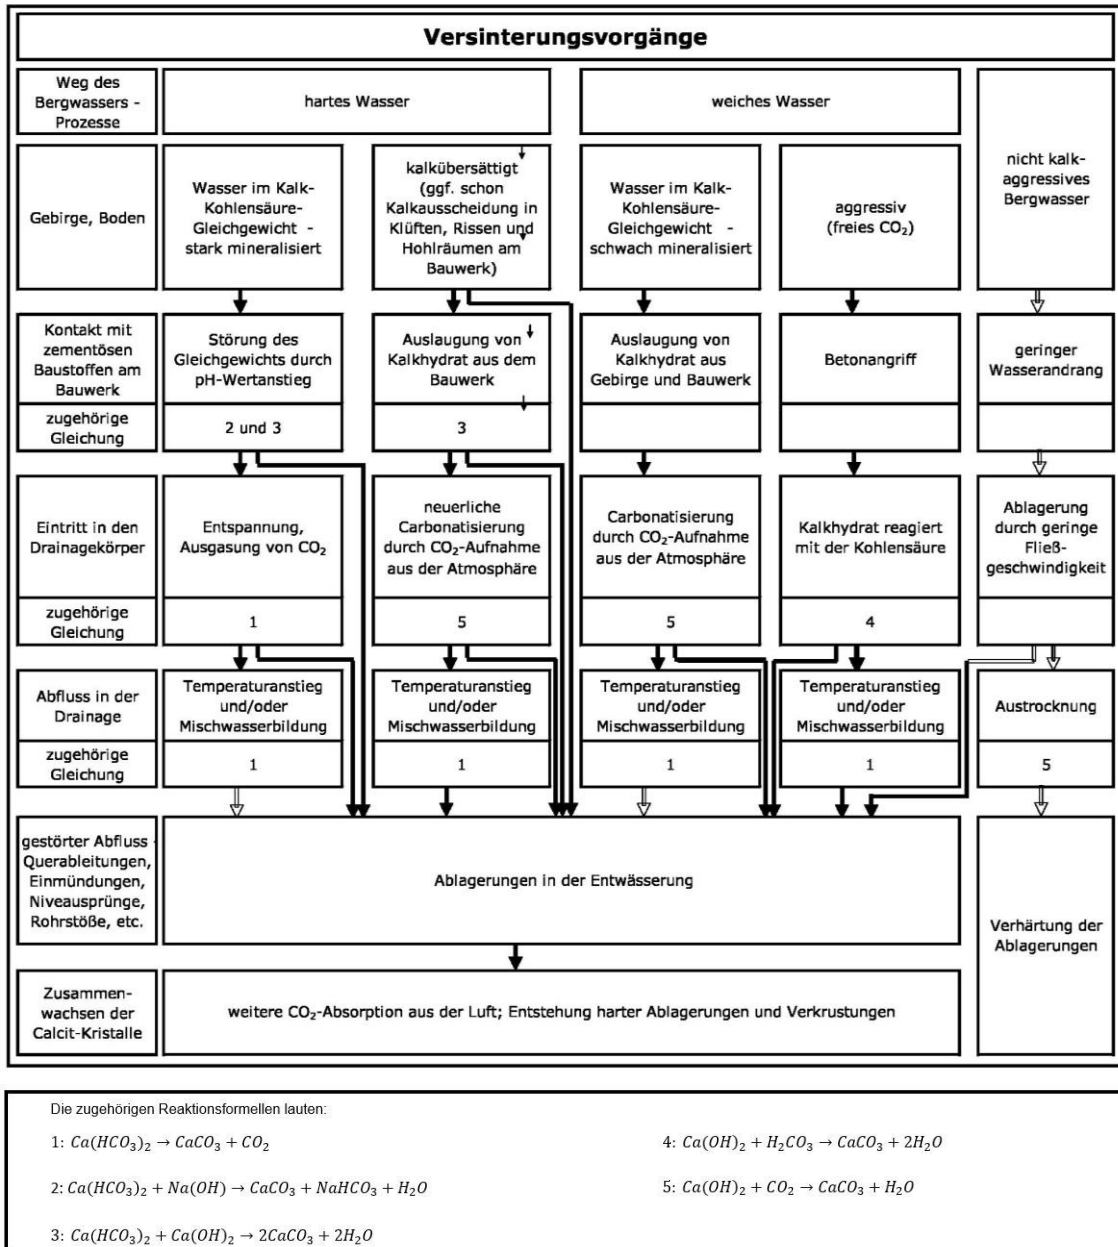 Versinterungsvorgänge
Weg des
Bergwassers -
Prozesse
hartes Wasser
weiches Wasser
nicht kalk-
aggressives
Bergwasser
Gebirge, Boden
Wasser im Kalk-
Kohlensäure-
Gleichgewicht -
stark mineralisiert
kalkübersättigt
(ggf. schon
Kalkausscheidung in
Klüften, Rissen und
Hohlräumen am
Bauwerk)
Wasser im Kalk-
Kohlensäure-
Gleichgewicht -
schwach mineralisiert
aggressiv
(freies CO₂)
Kontakt mit
zementösen
Baustoffen am
Bauwerk
Störung des
Gleichgewichts durch
pH-Wertanstieg
Auslaugung von
Kalkhydrat aus dem
Bauwerk
Auslaugung von
Kalkhydrat aus
Gebirge und Bauwerk
Betonangriff
geringer
Wasserandrang
zugehörige
Gleichung
2 und 3
3
Eintritt in den
Drainagekörper
Entspannung,
Ausgasung von CO₂
neuerliche
Carbonatisierung
durch CO₂-Aufnahme
aus der Atmosphäre
Carbonatisierung
durch CO₂-Aufnahme
aus der Atmosphäre
Kalkhydrat reagiert
mit der Kohlensäure
Ablagerung
durch geringe
Fließ-
geschwindigkeit
zugehörige
Gleichung
1
5
5
4
Abfluss in der
Drainage
Temperaturanstieg
und/oder
Mischwasserbildung
Temperaturanstieg
und/oder
Mischwasserbildung
Temperaturanstieg
und/oder
Mischwasserbildung
Temperaturanstieg
und/oder
Mischwasserbildung
Austrocknung
zugehörige
Gleichung
1
1
1
1
5
gestörter Abfluss -
Querableitungen,
Einmündungen,
Niveausprünge,
Rohrstöße, etc.
Ablagerungen in der Entwässerung
Verhärtung der
Ablagerungen
Zusammen-
wachsen der
Calcit-Kristalle
weitere CO₂-Absorption aus der Luft; Entstehung harter Ablagerungen und Verkrustungen
Die zugehörigen Reaktionsformellen lauten:
1: Ca(HCO₃)₂ → CaCO₃ + CO₂
2: Ca(HCO₃)₂ + Na(OH) → CaCO₃ + NaHCO₃ + H₂O
3: Ca(HCO₃)₂ + Ca(OH)₂ → 2CaCO₃ + 2H₂O
4: Ca(OH)₂ + H₂CO₃ → CaCO₃ + 2H₂O
5: Ca(OH)₂ + CO₂ → CaCO₃ + H₂O